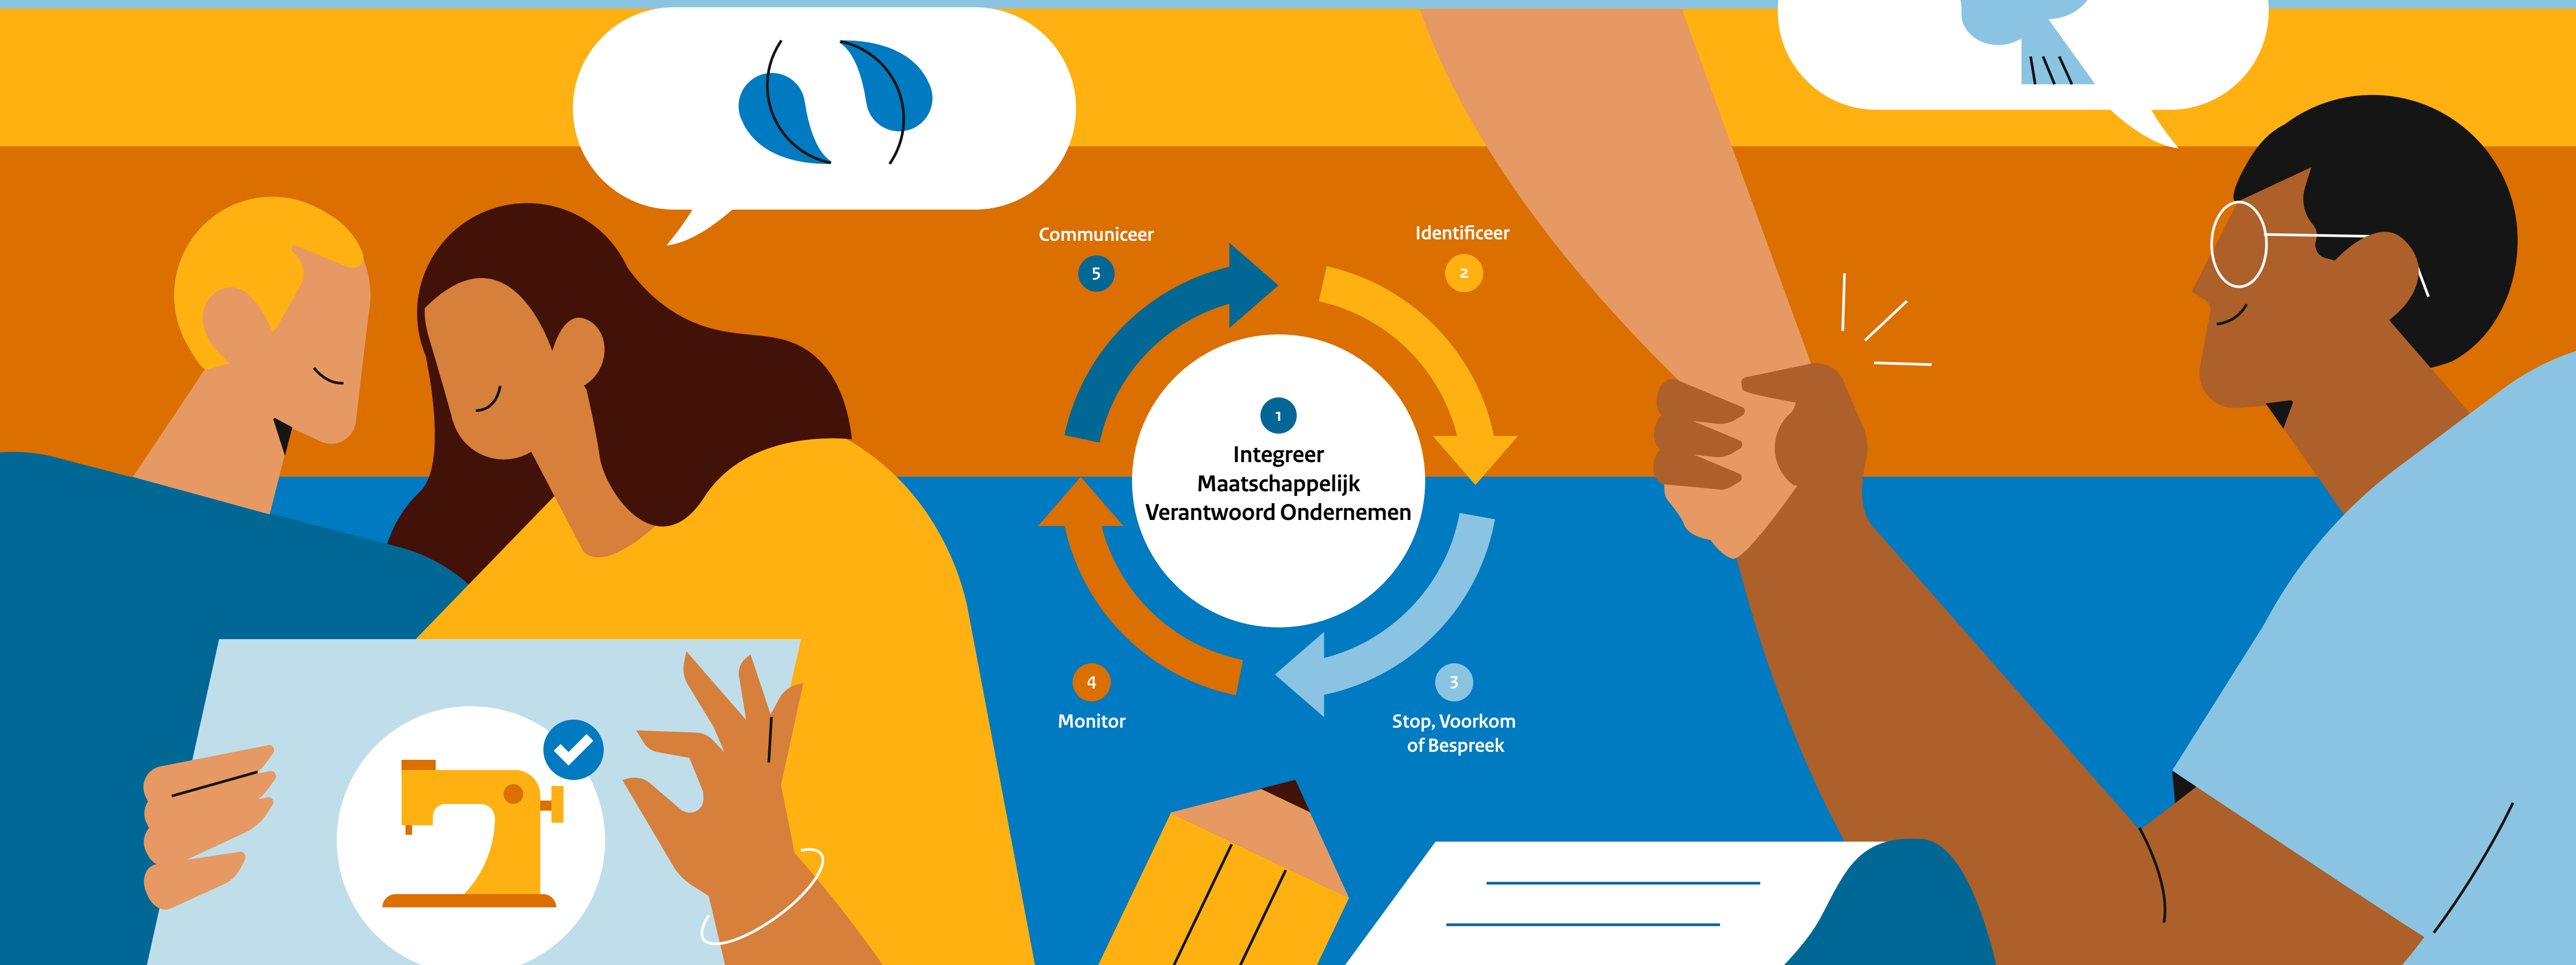 1
Integreer
Maatschappelijk
Verantwoord Ondernemen
Identificeer
2
3
Stop, Voorkom
of Bespreek
4
Monitor
Communiceer
5